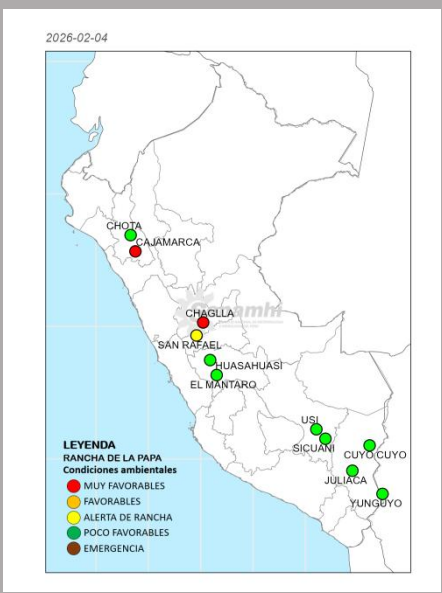 2026-02-04
CHOTA
CAJAMARCA
CHAGLLA
SAN RAFAEL
HUASAHUASI
EL MANTARO
USI
SICUANI
CUYO CUYO
JULIACA
YUNGUYO
LEYENDA
RANCHA DE LA PAPA
Condiciones ambientales
MUY FAVORABLES
FAVORABLES
ALERTA DE RANCHA
POCO FAVORABLES
EMERGENCIA